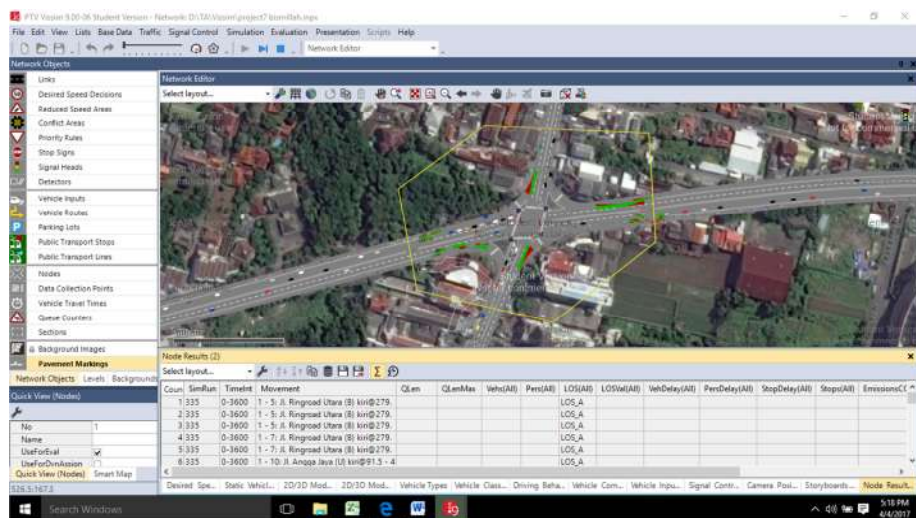 PTV Vissim 9.00-06 Student Version - Network: D:\TA\Vissim\project7 bismillah.inpx
File Edit View Lists Base Data Traffic Signal Control Simulation Evaluation Presentation Scripts Help
Network Editor
Network Objects
Links
Desired Speed Decisions
Reduced Speed Areas
Conflict Areas
Priority Rules
Stop Signs
Signal Heads
Detectors
Vehicle Inputs
Vehicle Routes
Parking Lots
Public Transport Stops
Public Transport Lines
Nodes
Data Collection Points
Vehicle Travel Times
Queue Counters
Sections
Background Images
Pavement Markings
Network Objects Levels Backgrounds
Quick View (Nodes)
No 1
Name
UseForEval
UseForDynAssign
Quick View (Nodes) Smart Map
526.5:167.3
Network Editor
Select layout...
Node Results (2)
Select layout...
Coun SimRun TimeInt Movement QLen QLenMax Vehs(All) Pers(All) LOS(All) LOSVal(All) VehDelay(All) PersDelay(All) StopDelay(All) Stops(All) EmissionsC
1 335 0-3600 1 - 5: Jl. Ringroad Utara (B) kiri@279. LOS_A
2 335 0-3600 1 - 5: Jl. Ringroad Utara (B) kiri@279. LOS_A
3 335 0-3600 1 - 5: Jl. Ringroad Utara (B) kiri@279. LOS_A
4 335 0-3600 1 - 7: Jl. Ringroad Utara (B) kiri@279. LOS_A
5 335 0-3600 1 - 7: Jl. Ringroad Utara (B) kiri@279. LOS_A
6 335 0-3600 1 - 10: Jl. Angga Jaya (U) kiri@91.5 - 4 LOS_A
Desired Spe... Static Vehicl... 2D/3D Mod... 2D/3D Mod... Vehicle Types Vehicle Class... Driving Beha... Vehicle Com... Vehicle Inpu... Signal Contr... Camera Posi... Storyboards... Node Result...
Search Windows
5:18 PM
4/4/2017